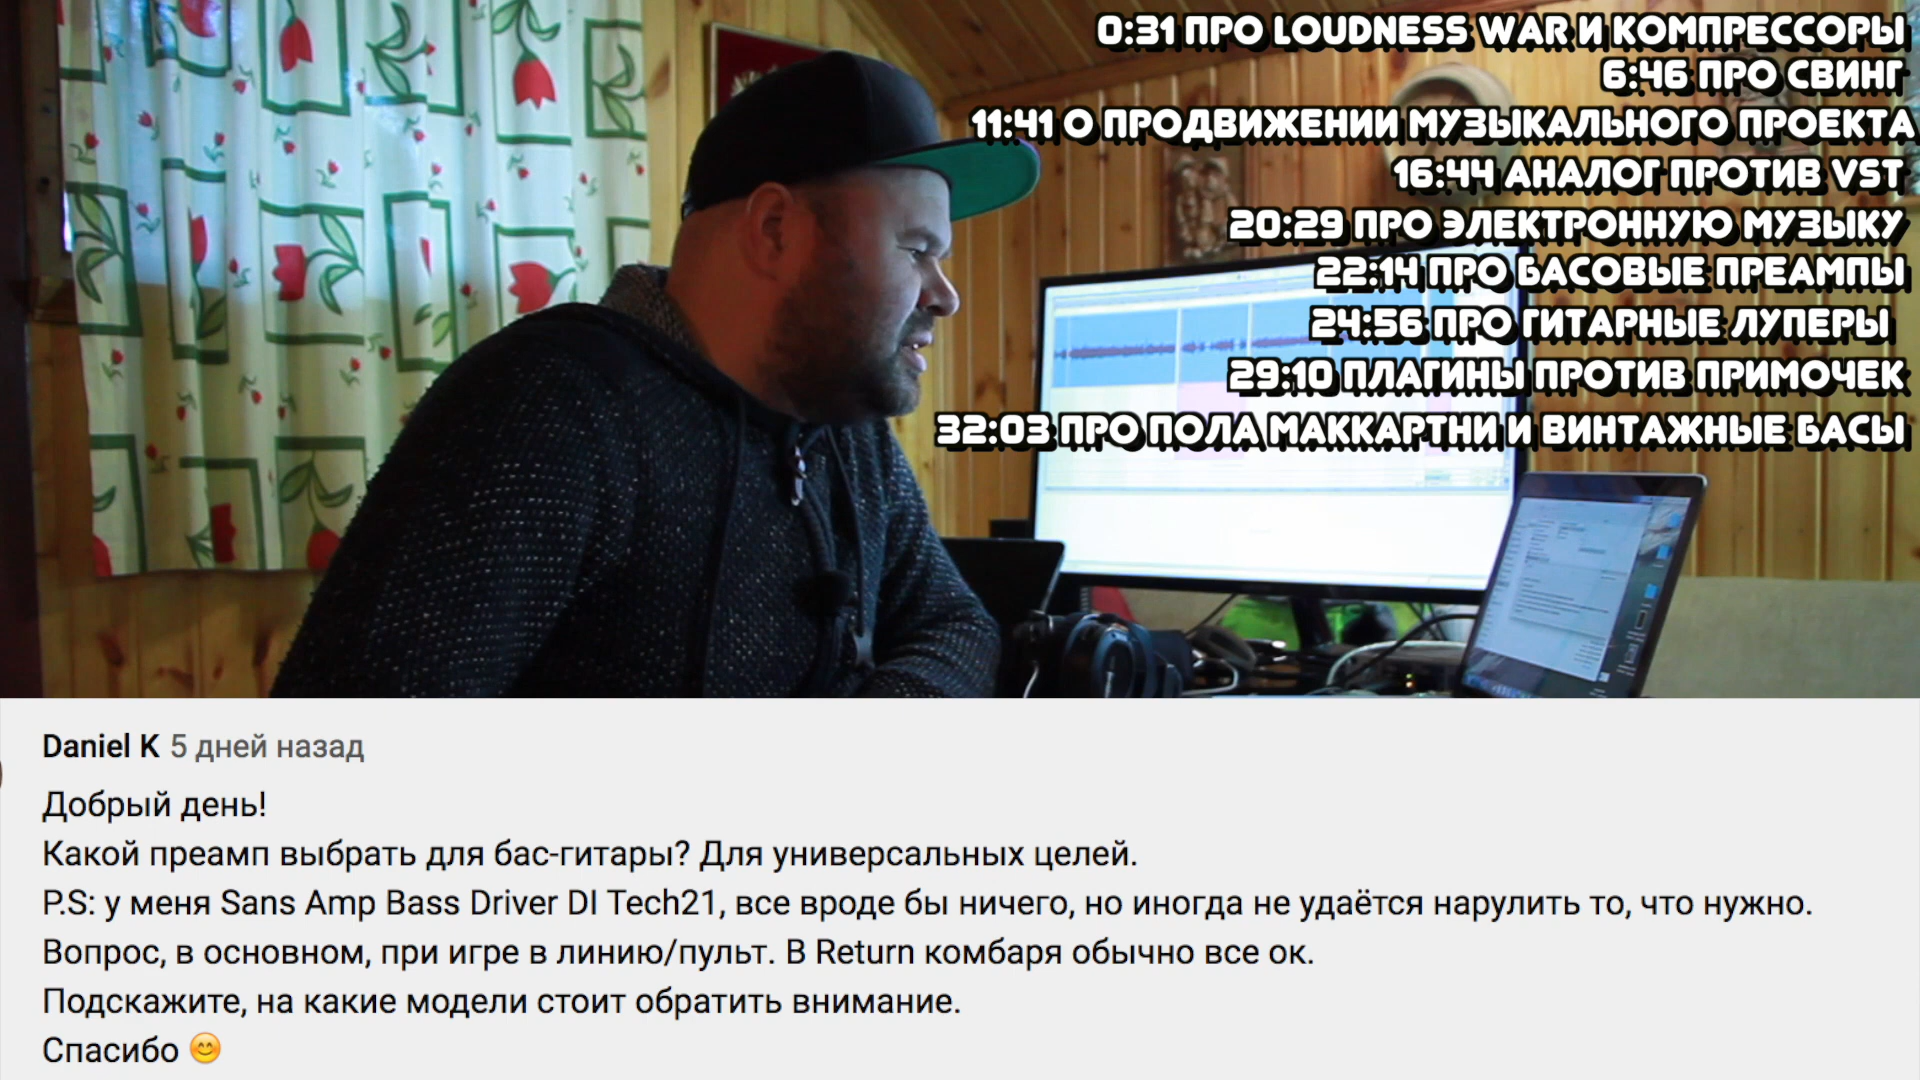 0:31 ПРО LOUDNESS WAR И КОМПРЕССОРЫ
6:46 ПРО СВИНГ
11:41 О ПРОДВИЖЕНИИ МУЗЫКАЛЬНОГО ПРОЕКТА
16:44 АНАЛОГ ПРОТИВ VST
20:29 ПРО ЭЛЕКТРОННУЮ МУЗЫКУ
22:14 ПРО БАСОВЫЕ ПРЕАМПЫ
24:56 ПРО ГИТАРНЫЕ ЛУПЕРЫ
29:10 ПЛАГИНЫ ПРОТИВ ПРИМОЧЕК
32:03 ПРО ПОЛА МАККАРТНИ И ВИНТАЖНЫЕ БАСЫ
Daniel K 5 дней назад
Добрый день!
Какой преамп выбрать для бас-гитары? Для универсальных целей.
P.S: у меня Sans Amp Bass Driver DI Tech21, все вроде бы ничего, но иногда не удаётся нарулить то, что нужно.
Вопрос, в основном, при игре в линию/пульт. В Return комбаря обычно все ок.
Подскажите, на какие модели стоит обратить внимание.
Спасибо 😊